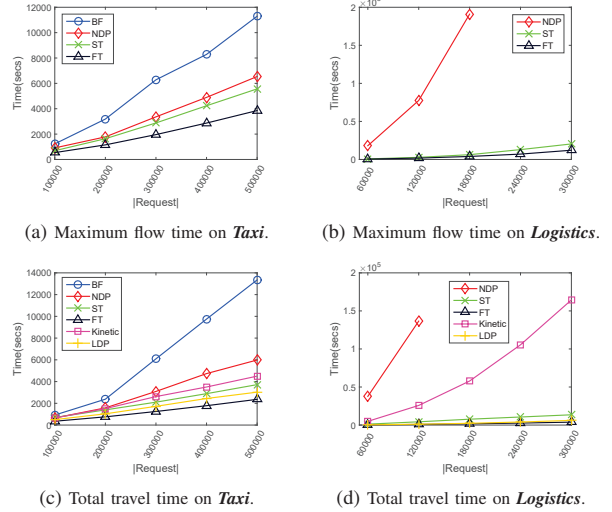 12000
10000
8000
6000
4000
2000
0
Time(secs)
BF
NDP
ST
FT
100000
200000
300000
400000
500000
|Request|
(a) Maximum flow time on Taxi.
2
1.5
1
0.5
0
Time(secs)
NDP
ST
FT
60000
120000
180000
240000
300000
|Request|
(b) Maximum flow time on Logistics.
14000
12000
10000
8000
6000
4000
2000
0
Time(secs)
BF
NDP
ST
FT
Kinetic
LDP
100000
200000
300000
400000
500000
|Request|
(c) Total travel time on Taxi.
2 ×10^5
1.5
1
0.5
0
Time(secs)
NDP
ST
FT
Kinetic
LDP
60000
120000
180000
240000
300000
|Request|
(d) Total travel time on Logistics.